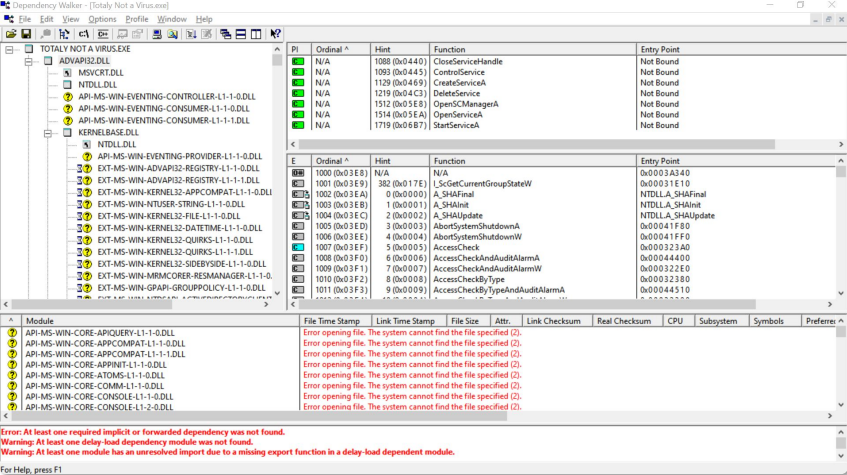 Dependency Walker - [Totaly Not a Virus.exe]
File Edit View Options Profile Window Help
c:\ C++
TOTALY NOT A VIRUS.EXE
ADVAPI32.DLL
MSVCRT.DLL
NTDLL.DLL
API-MS-WIN-EVENTING-CONTROLLER-L1-1-0.DLL
API-MS-WIN-EVENTING-CONSUMER-L1-1-0.DLL
API-MS-WIN-EVENTING-CONSUMER-L1-1-1.DLL
KERNELBASE.DLL
NTDLL.DLL
API-MS-WIN-EVENTING-PROVIDER-L1-1-0.DLL
EXT-MS-WIN-ADVAPI32-REGISTRY-L1-1-0.DLL
EXT-MS-WIN-ADVAPI32-REGISTRY-L1-1-1.DLL
EXT-MS-WIN-KERNEL32-APPCOMPAT-L1-1-0.DLL
EXT-MS-WIN-NTUSER-STRING-L1-1-0.DLL
EXT-MS-WIN-KERNEL32-FILE-L1-1-0.DLL
EXT-MS-WIN-KERNEL32-DATETIME-L1-1-0.DLL
EXT-MS-WIN-KERNEL32-QUIRKS-L1-1-0.DLL
EXT-MS-WIN-KERNEL32-QUIRKS-L1-1-1.DLL
EXT-MS-WIN-KERNEL32-SIDEBYSIDE-L1-1-0.DLL
EXT-MS-WIN-MRMCORER-RESMANAGER-L1-1-0.
EXT-MS-WIN-GPAPI-GROUPPOLICY-L1-1-0.DLL
PI Ordinal ^ Hint Function Entry Point
C N/A 1088 (0x0440) CloseServiceHandle Not Bound
C N/A 1093 (0x0445) ControlService Not Bound
C N/A 1129 (0x0469) CreateServiceA Not Bound
C N/A 1219 (0x04C3) DeleteService Not Bound
C N/A 1512 (0x05E8) OpenSCManagerA Not Bound
C N/A 1514 (0x05EA) OpenServiceA Not Bound
C N/A 1719 (0x06B7) StartServiceA Not Bound
E Ordinal ^ Hint Function Entry Point
O# 1000 (0x03E8) N/A N/A 0x0003A340
C 1001 (0x03E9) 382 (0x017E) I_ScGetCurrentGroupStateW 0x00031E10
C 1002 (0x03EA) 0 (0x0000) A_SHAFinal NTDLL.A_SHAFinal
C 1003 (0x03EB) 1 (0x0001) A_SHAInit NTDLL.A_SHAInit
C 1004 (0x03EC) 2 (0x0002) A_SHAUpdate NTDLL.A_SHAUpdate
C 1005 (0x03ED) 3 (0x0003) AbortSystemShutdownA 0x00041F80
C 1006 (0x03EE) 4 (0x0004) AbortSystemShutdownW 0x00041FF0
C 1007 (0x03EF) 5 (0x0005) AccessCheck 0x000323A0
C 1008 (0x03F0) 6 (0x0006) AccessCheckAndAuditAlarmA 0x00044400
C 1009 (0x03F1) 7 (0x0007) AccessCheckAndAuditAlarmW 0x000322E0
C 1010 (0x03F2) 8 (0x0008) AccessCheckByType 0x00032380
C 1011 (0x03F3) 9 (0x0009) AccessCheckByTypeAndAuditAlarmA 0x00044510
^ Module File Time Stamp Link Time Stamp File Size Attr. Link Checksum Real Checksum CPU Subsystem Symbols Preferre
API-MS-WIN-CORE-APIQUERY-L1-1-0.DLL Error opening file. The system cannot find the file specified (2).
API-MS-WIN-CORE-APPCOMPAT-L1-1-0.DLL Error opening file. The system cannot find the file specified (2).
API-MS-WIN-CORE-APPCOMPAT-L1-1-1.DLL Error opening file. The system cannot find the file specified (2).
API-MS-WIN-CORE-APPINIT-L1-1-0.DLL Error opening file. The system cannot find the file specified (2).
API-MS-WIN-CORE-ATOMS-L1-1-0.DLL Error opening file. The system cannot find the file specified (2).
API-MS-WIN-CORE-COMM-L1-1-0.DLL Error opening file. The system cannot find the file specified (2).
API-MS-WIN-CORE-CONSOLE-L1-1-0.DLL Error opening file. The system cannot find the file specified (2).
API-MS-WIN-CORE-CONSOLE-L1-2-0.DLL Error opening file. The system cannot find the file specified (2).
Error: At least one required implicit or forwarded dependency was not found.
Warning: At least one delay-load dependency module was not found.
Warning: At least one module has an unresolved import due to a missing export function in a delay-load dependent module.
For Help, press F1